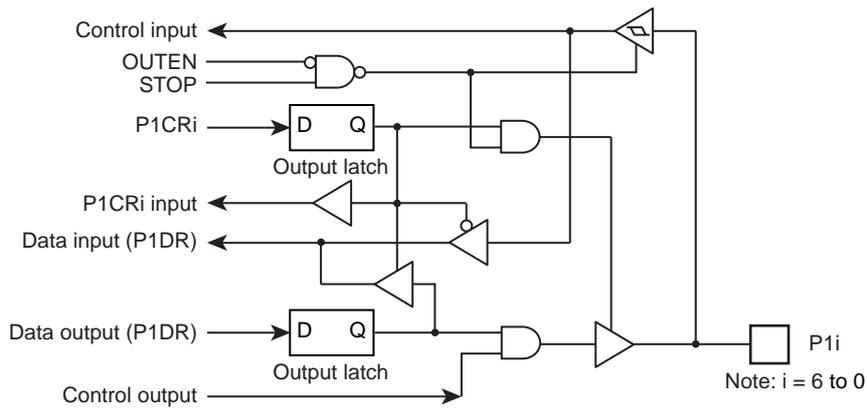 Control input
OUTEN
STOP
P1CRi
D Q
Output latch
P1CRi input
Data input (P1DR)
Data output (P1DR)
D Q
Output latch
Control output
P1i
Note: i = 6 to 0